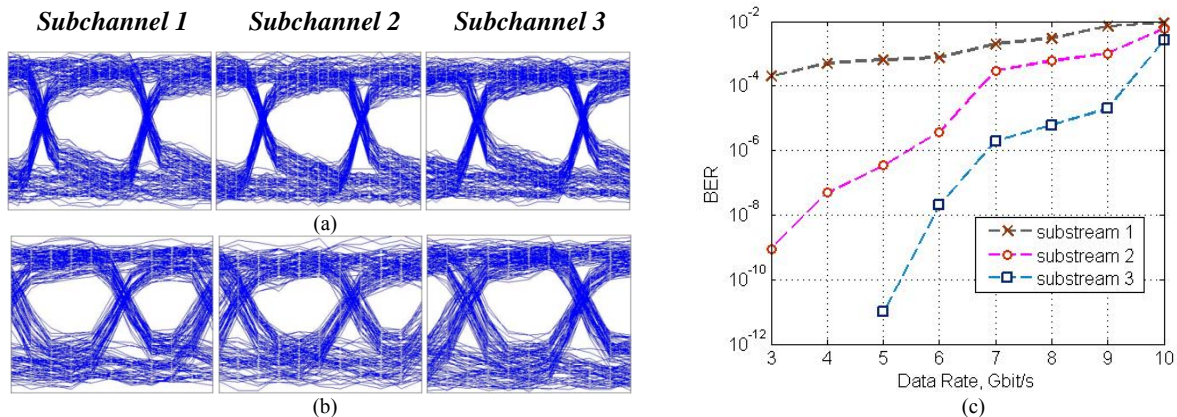 Subchannel 1
Subchannel 2
Subchannel 3
(a)
(b)
10^-2
10^-4
10^-6
10^-8
10^-10
10^-12
BER
3 4 5 6 7 8 9 10
Data Rate, Gbit/s
substream 1
substream 2
substream 3
(c)